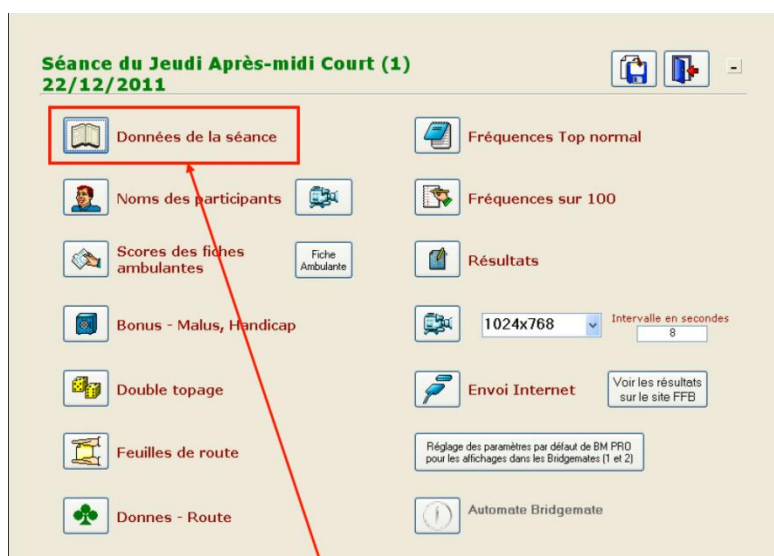 Séance du Jeudi Après-midi Court (1)
22/12/2011
-
Données de la séance
Fréquences Top normal
Noms des participants
Fréquences sur 100
Scores des fiches
ambulantes
Fiche
Ambulante
Résultats
Bonus - Malus, Handicap
1024x768
Intervalle en secondes
8
Double topage
Envoi Internet
Voir les résultats
sur le site FFB
Feuilles de route
Réglage des paramètres par défaut de BM PRO
pour les affichages dans les Bridgemates (1 et 2)
Donnes - Route
Automate Bridgemate